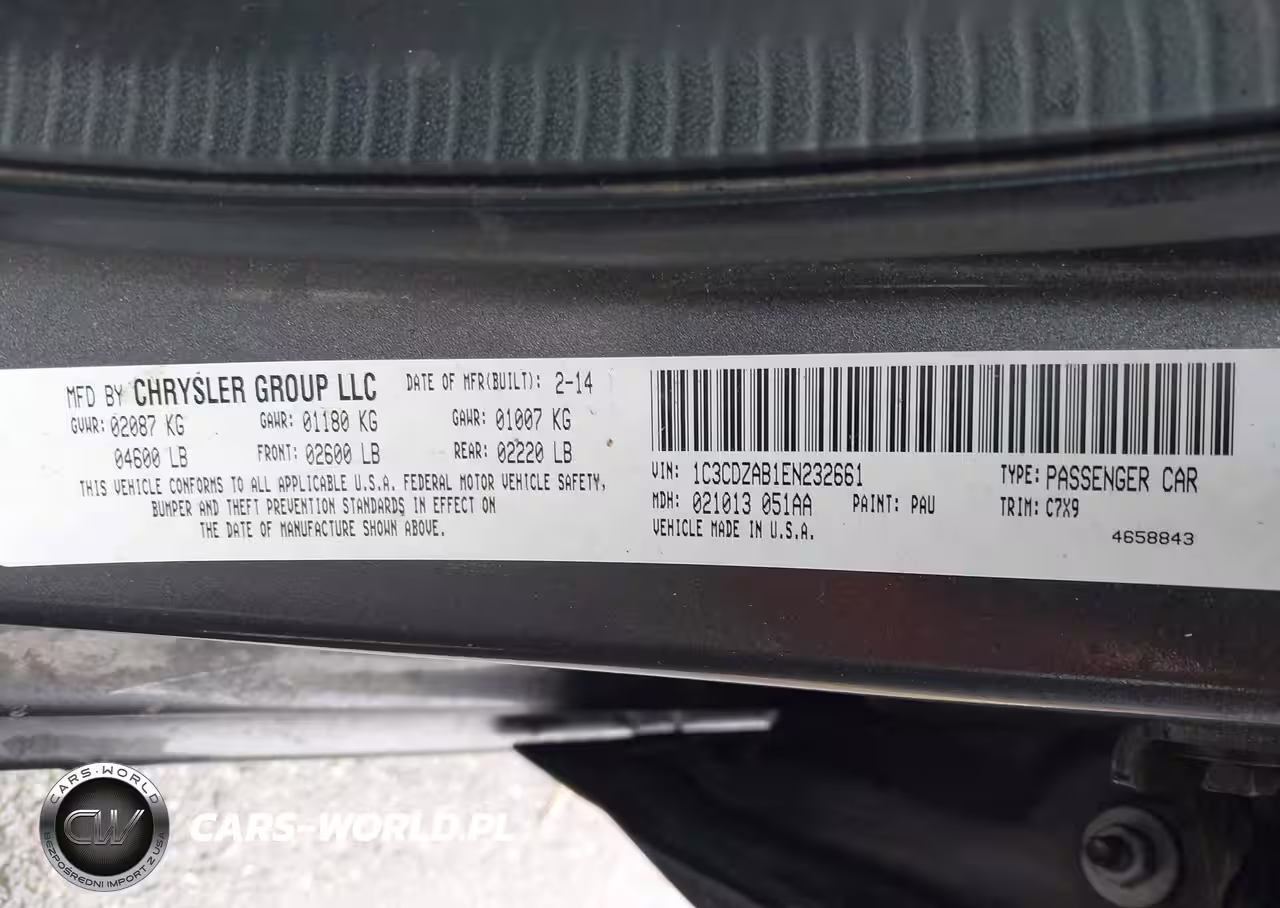 MFD BY CHRYSLER GROUP LLC DATE OF MFR(BUILT): 2-14
GVWR: 02087 KG GAWR: 01180 KG GAWR: 01007 KG
04600 LB FRONT: 02600 LB REAR: 02220 LB
THIS VEHICLE CONFORMS TO ALL APPLICABLE U.S.A. FEDERAL MOTOR VEHICLE SAFETY,
BUMPER AND THEFT PREVENTION STANDARDS IN EFFECT ON
THE DATE OF MANUFACTURE SHOWN ABOVE.
VIN: 1C3CDZAB1EN232661 TYPE: PASSENGER CAR
MDH: 021013 051AA PAINT: PAU TRIM: C7X9
VEHICLE MADE IN U.S.A.
4658843
CARS-WORLD
CW
BEZPOŚREDNI IMPORT Z USA
CARS-WORLD.PL